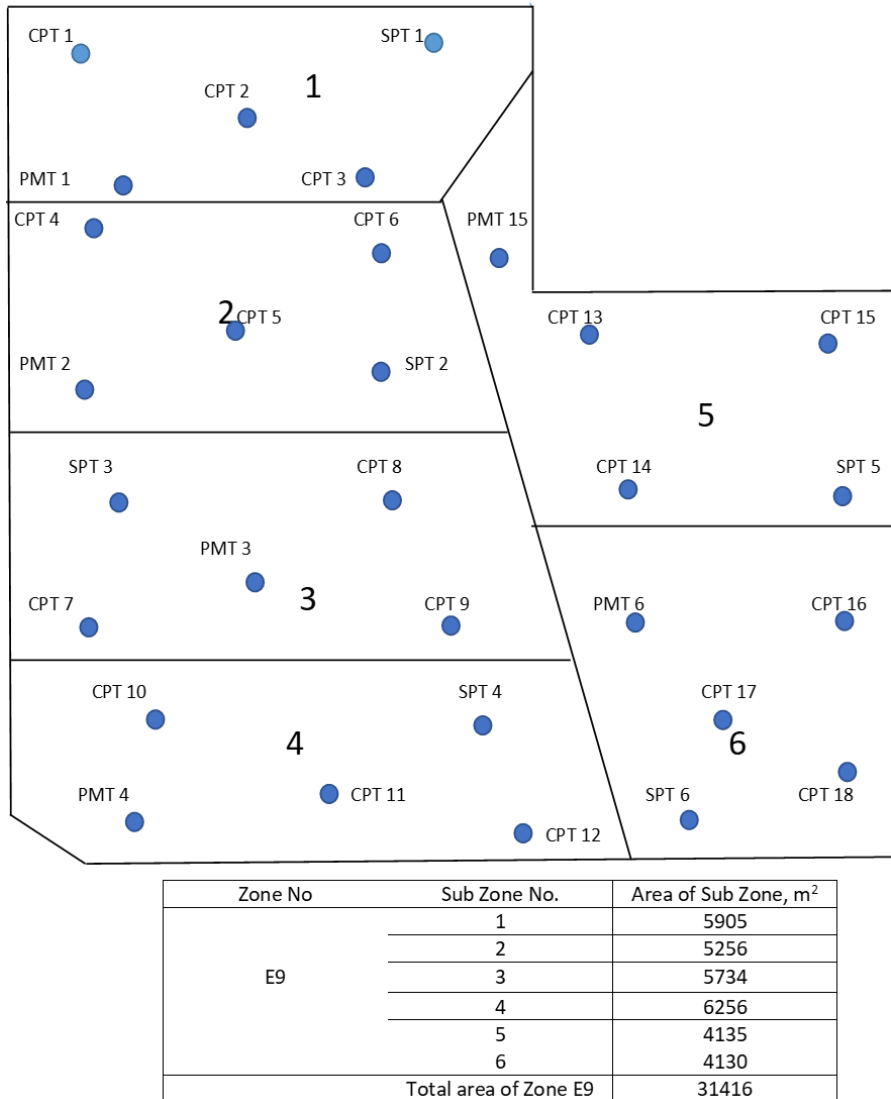 CPT 1
SPT 1
CPT 2
1
PMT 1
CPT 3
CPT 4
CPT 6
PMT 15
2
CPT 5
CPT 13
CPT 15
PMT 2
SPT 2
5
SPT 3
CPT 8
CPT 14
SPT 5
PMT 3
3
CPT 7
CPT 9
PMT 6
CPT 16
CPT 10
SPT 4
CPT 17
4
6
PMT 4
CPT 11
SPT 6
CPT 18
CPT 12
Zone No Sub Zone No. Area of Sub Zone, m²
1 5905
2 5256
E9 3 5734
4 6256
5 4135
6 4130
Total area of Zone E9 31416